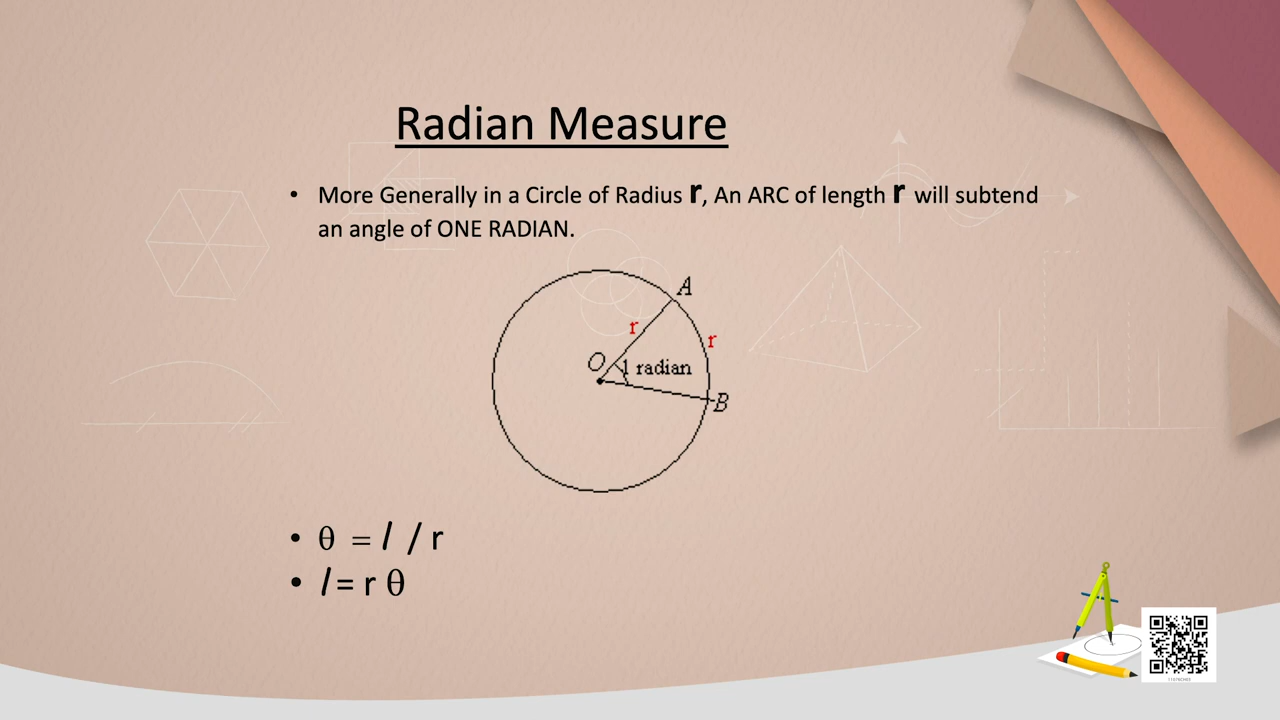 Radian Measure
• More Generally in a Circle of Radius r, An ARC of length r will subtend
an angle of ONE RADIAN.
A
r
r
O
1 radian
B
• θ = l / r
• l = r θ